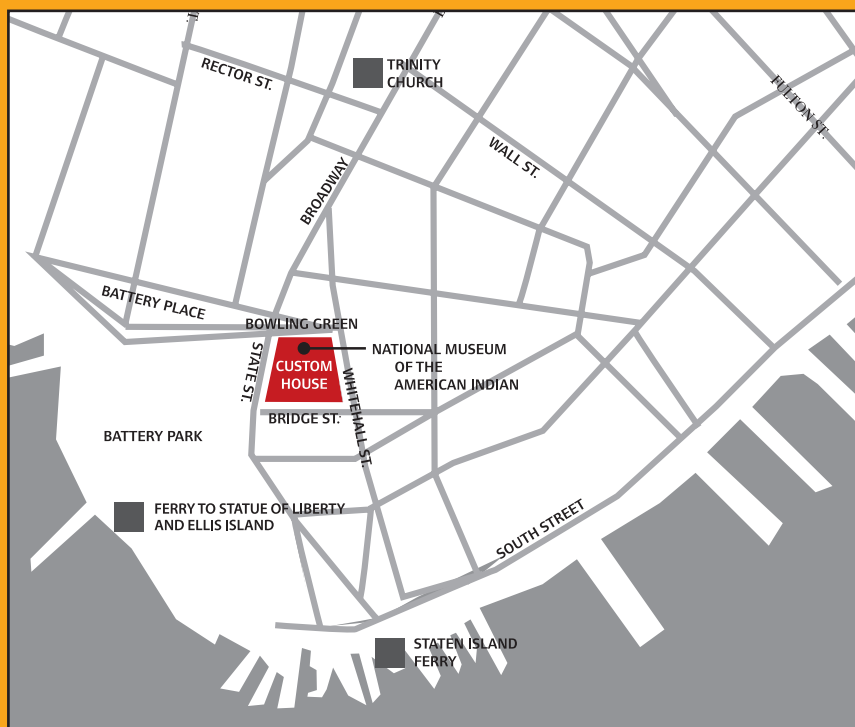 T.
T.
RECTOR ST.
TRINITY
CHURCH
FULTON ST.
WALL ST.
BROADWAY
BATTERY PLACE
BOWLING GREEN
STATE ST.
CUSTOM
HOUSE
WHITEHALL ST.
NATIONAL MUSEUM
OF THE
AMERICAN INDIAN
BRIDGE ST.
BATTERY PARK
FERRY TO STATUE OF LIBERTY
AND ELLIS ISLAND
SOUTH STREET
STATEN ISLAND
FERRY